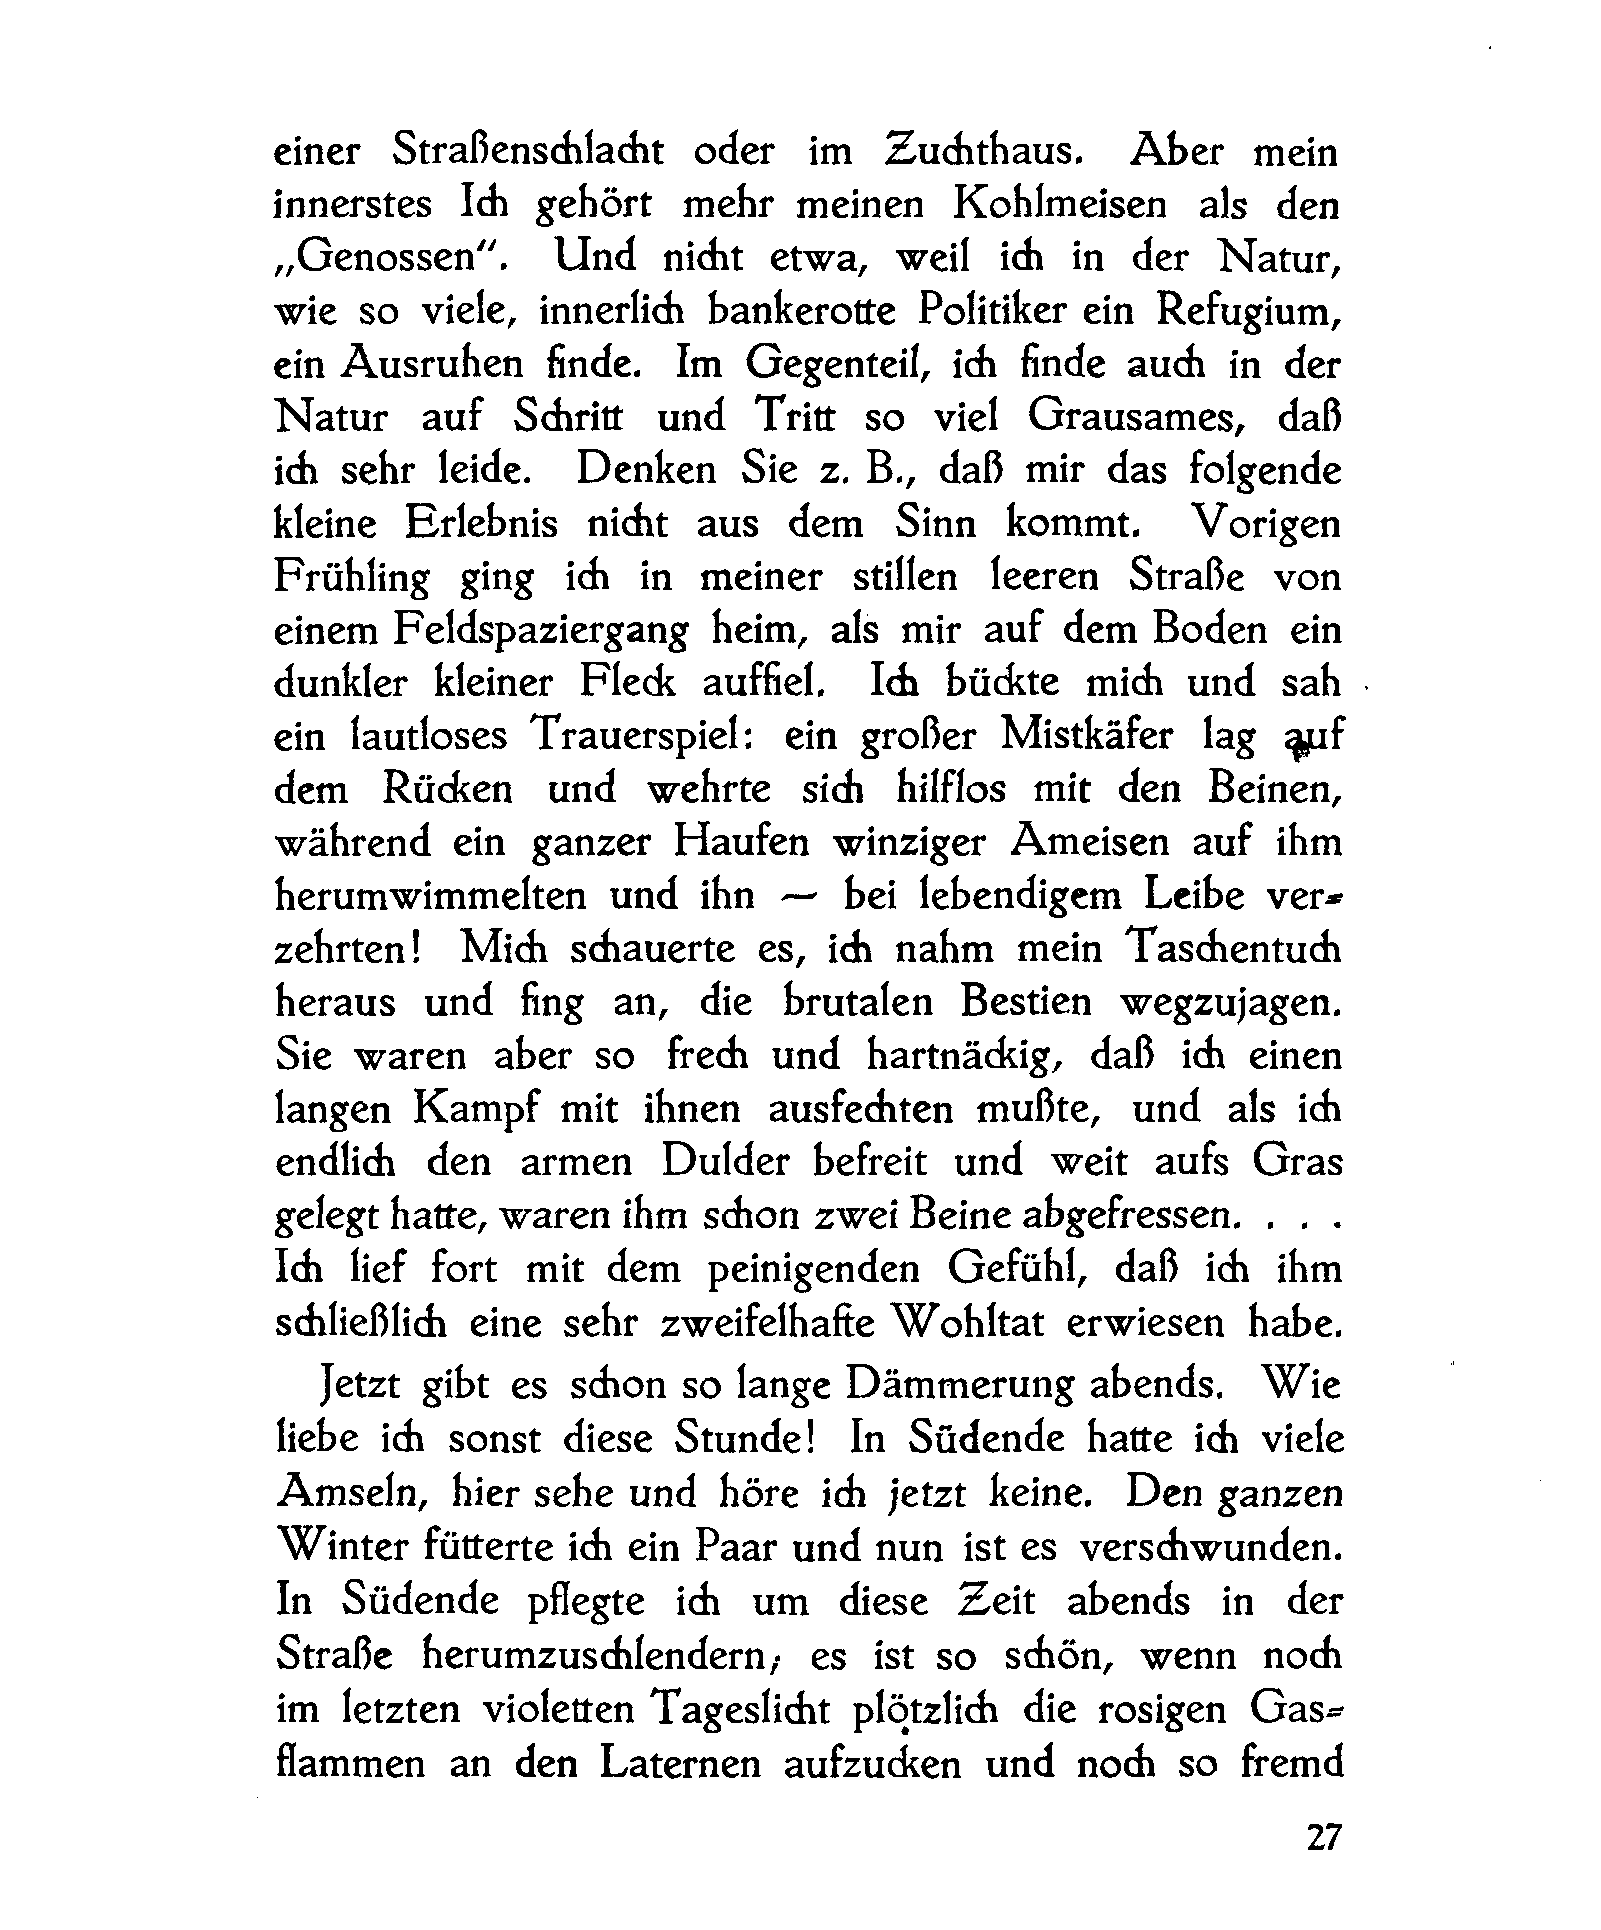 einer Straßenschlacht oder im Zuchthaus. Aber mein
innerstes Ich gehört mehr meinen Kohlmeisen als den
„Genossen“. Und nicht etwa, weil ich in der Natur,
wie so viele, innerlich bankerotte Politiker ein Refugium,
ein Ausruhen finde. Im Gegenteil, ich finde auch in der
Natur auf Schritt und Tritt so viel Grausames, daß
ich sehr leide. Denken Sie z. B., daß mir das folgende
kleine Erlebnis nicht aus dem Sinn kommt. Vorigen
Frühling ging ich in meiner stillen leeren Straße von
einem Feldspaziergang heim, als mir auf dem Boden ein
dunkler kleiner Fleck auffiel. Ich bückte mich und sah
ein lautloses Trauerspiel: ein großer Mistkäfer lag auf
dem Rücken und wehrte sich hilflos mit den Beinen,
während ein ganzer Haufen winziger Ameisen auf ihm
herumwimmelten und ihn — bei lebendigem Leibe ver-
zehrten! Mich schauerte es, ich nahm mein Taschentuch
heraus und fing an, die brutalen Bestien wegzujagen.
Sie waren aber so frech und hartnäckig, daß ich einen
langen Kampf mit ihnen ausfechten mußte, und als ich
endlich den armen Dulder befreit und weit aufs Gras
gelegt hatte, waren ihm schon zwei Beine abgefressen. . . .
Ich lief fort mit dem peinigenden Gefühl, daß ich ihm
schließlich eine sehr zweifelhafte Wohltat erwiesen habe.
Jetzt gibt es schon so lange Dämmerung abends. Wie
liebe ich sonst diese Stunde! In Südende hatte ich viele
Amseln, hier sehe und höre ich jetzt keine. Den ganzen
Winter fütterte ich ein Paar und nun ist es verschwunden.
In Südende pflegte ich um diese Zeit abends in der
Straße herumzuschlendern; es ist so schön, wenn noch
im letzten violetten Tageslicht plötzlich die rosigen Gas-
flammen an den Laternen aufzucken und noch so fremd
27